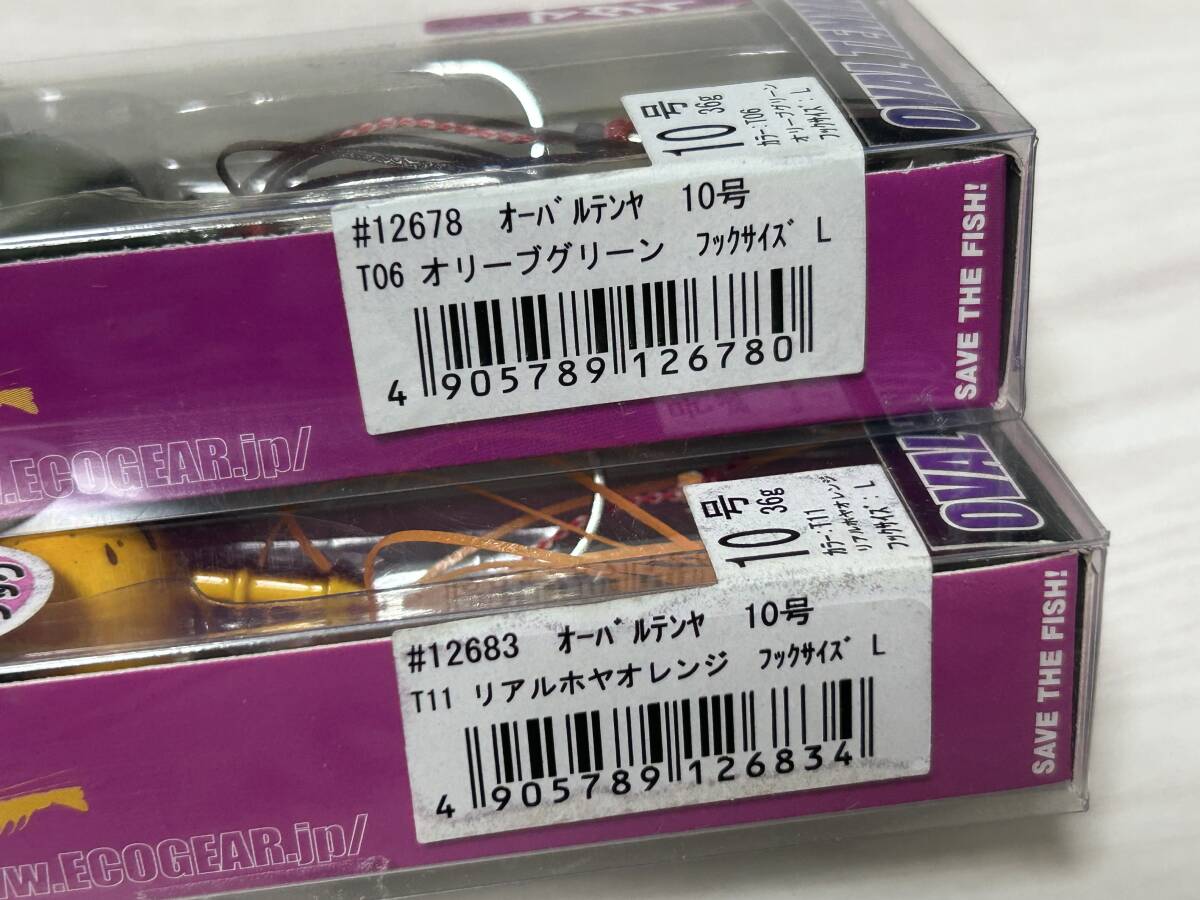 OVAL TENYA
10号
36g
ｶﾗｰ:T06
オリーブグリーン
ﾌｯｸｻｲｽﾞ: L
#12678 ｵｰﾊﾞﾙテンヤ 10号
T06 オリーブグリーン ﾌｯｸｻｲｽﾞ L
4 905789 126780
SAVE THE FISH!
w.ECOGEAR.jp/
OVAL
10号
36g
ｶﾗｰ:T11
ﾘｱﾙﾎﾔｵﾚﾝｼﾞ
ﾌｯｸｻｲｽﾞ: L
#12683 ｵｰﾊﾞﾙテンヤ 10号
T11 リアルホヤオレンジ ﾌｯｸｻｲｽﾞ L
4 905789 126834
SAVE THE FISH!
ww.ECOGEAR.jp/